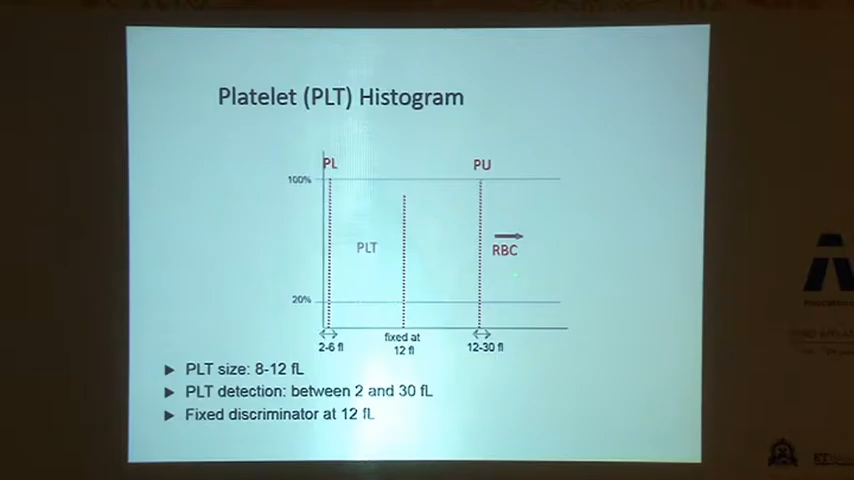 Platelet (PLT) Histogram
PL
PU
100%
PLT
RBC
20%
2-6 fl
fixed at
12 fl
12-30 fl
PLT size: 8-12 fL
PLT detection: between 2 and 30 fL
Fixed discriminator at 12 fL